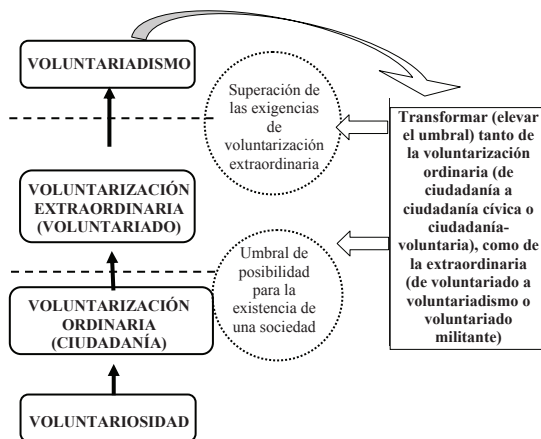 VOLUNTARIADISMO
Superación
de las exigencias
de
voluntarización
extraordinaria
Transformar (elevar
el umbral) tanto de
la voluntarización
ordinaria (de
ciudadanía a
ciudadanía cívica o
ciudadanía-
voluntaria), como de
la extraordinaria
(de voluntariado a
voluntariadismo o
voluntariado
militante)
VOLUNTARIZACIÓN
EXTRAORDINARIA
(VOLUNTARIADO)
Umbral de
posibilidad
para la
existencia de
una sociedad
VOLUNTARIZACIÓN
ORDINARIA
(CIUDADANÍA)
VOLUNTARIOSIDAD